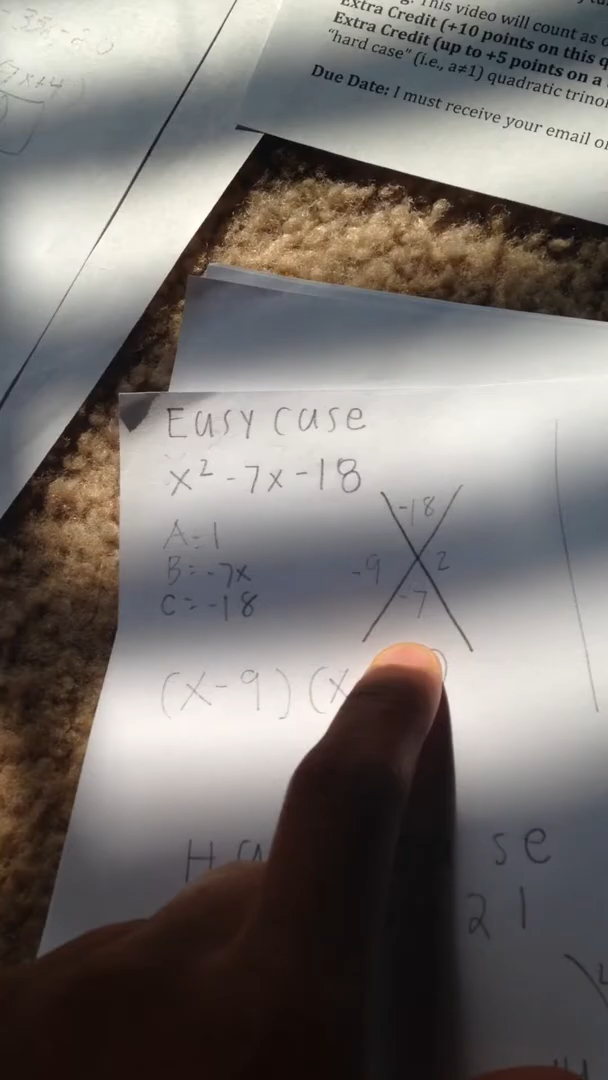 g. This video will count as
Extra Credit (+10 points on this q
Extra Credit (up to +5 points on a
"hard case" (i.e., a≠1) quadratic trino
Due Date: I must receive your email o
Easy case
x² -7x-18
A=1
B=-7x
C=-18
-18
-9 2
-7
(x-9) (x
se
21